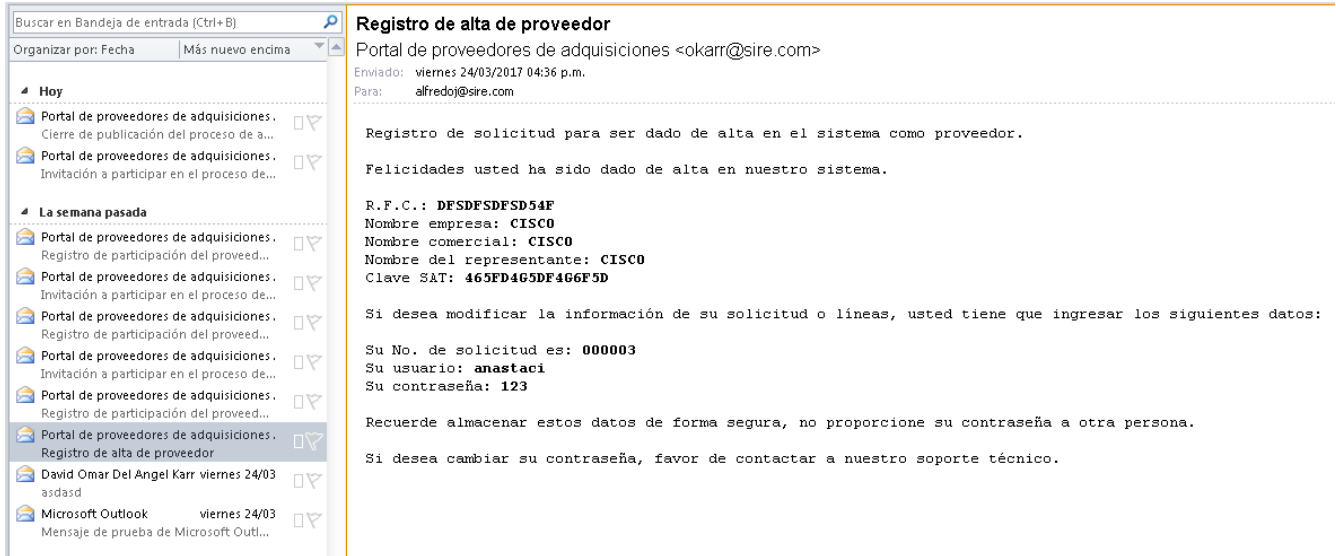 Buscar en Bandeja de entrada (Ctrl+B)
Organizar por: Fecha Más nuevo encima
Hoy
Portal de proveedores de adquisiciones .
Cierre de publicación del proceso de a...
Portal de proveedores de adquisiciones .
Invitación a participar en el proceso de...
La semana pasada
Portal de proveedores de adquisiciones .
Registro de participación del proveed...
Portal de proveedores de adquisiciones .
Invitación a participar en el proceso de...
Portal de proveedores de adquisiciones .
Registro de participación del proveed...
Portal de proveedores de adquisiciones .
Invitación a participar en el proceso de...
Portal de proveedores de adquisiciones .
Registro de participación del proveed...
Portal de proveedores de adquisiciones .
Registro de alta de proveedor
David Omar Del Angel Karr viernes 24/03
asdasd
Microsoft Outlook viernes 24/03
Mensaje de prueba de Microsoft Outl...
Registro de alta de proveedor
Portal de proveedores de adquisiciones <okarr@sire.com>
Enviado: viernes 24/03/2017 04:36 p.m.
Para: alfredoj@sire.com
Registro de solicitud para ser dado de alta en el sistema como proveedor.
Felicidades usted ha sido dado de alta en nuestro sistema.
R.F.C.: DFSDFSDFSD54F
Nombre empresa: CISCO
Nombre comercial: CISCO
Nombre del representante: CISCO
Clave SAT: 465FD4G5DF4G6F5D
Si desea modificar la información de su solicitud o líneas, usted tiene que ingresar los siguientes datos:
Su No. de solicitud es: 000003
Su usuario: anastaci
Su contraseña: 123
Recuerde almacenar estos datos de forma segura, no proporcione su contraseña a otra persona.
Si desea cambiar su contraseña, favor de contactar a nuestro soporte técnico.